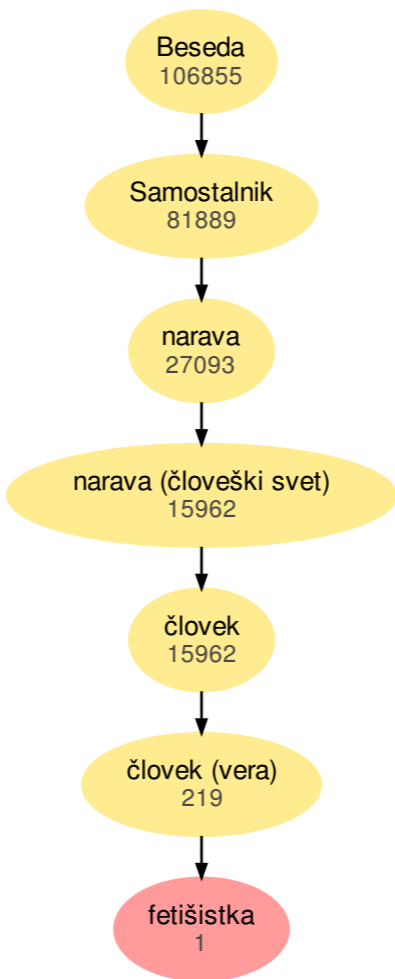 Beseda
106855
Samostalnik
81889
narava
27093
narava (človeški svet)
15962
človek
15962
človek (vera)
219
fetišistka
1